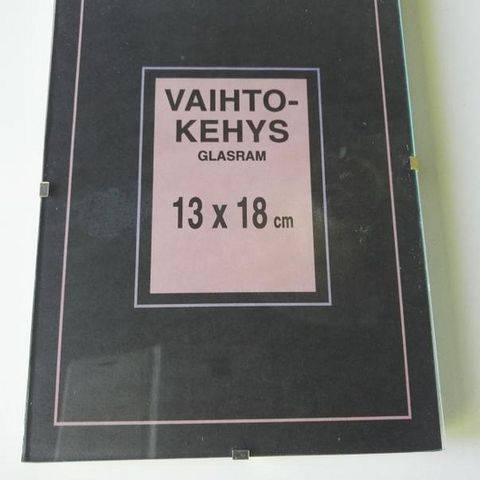 VAIHTO-
KEHYS
GLASRAM
13 x 18 cm